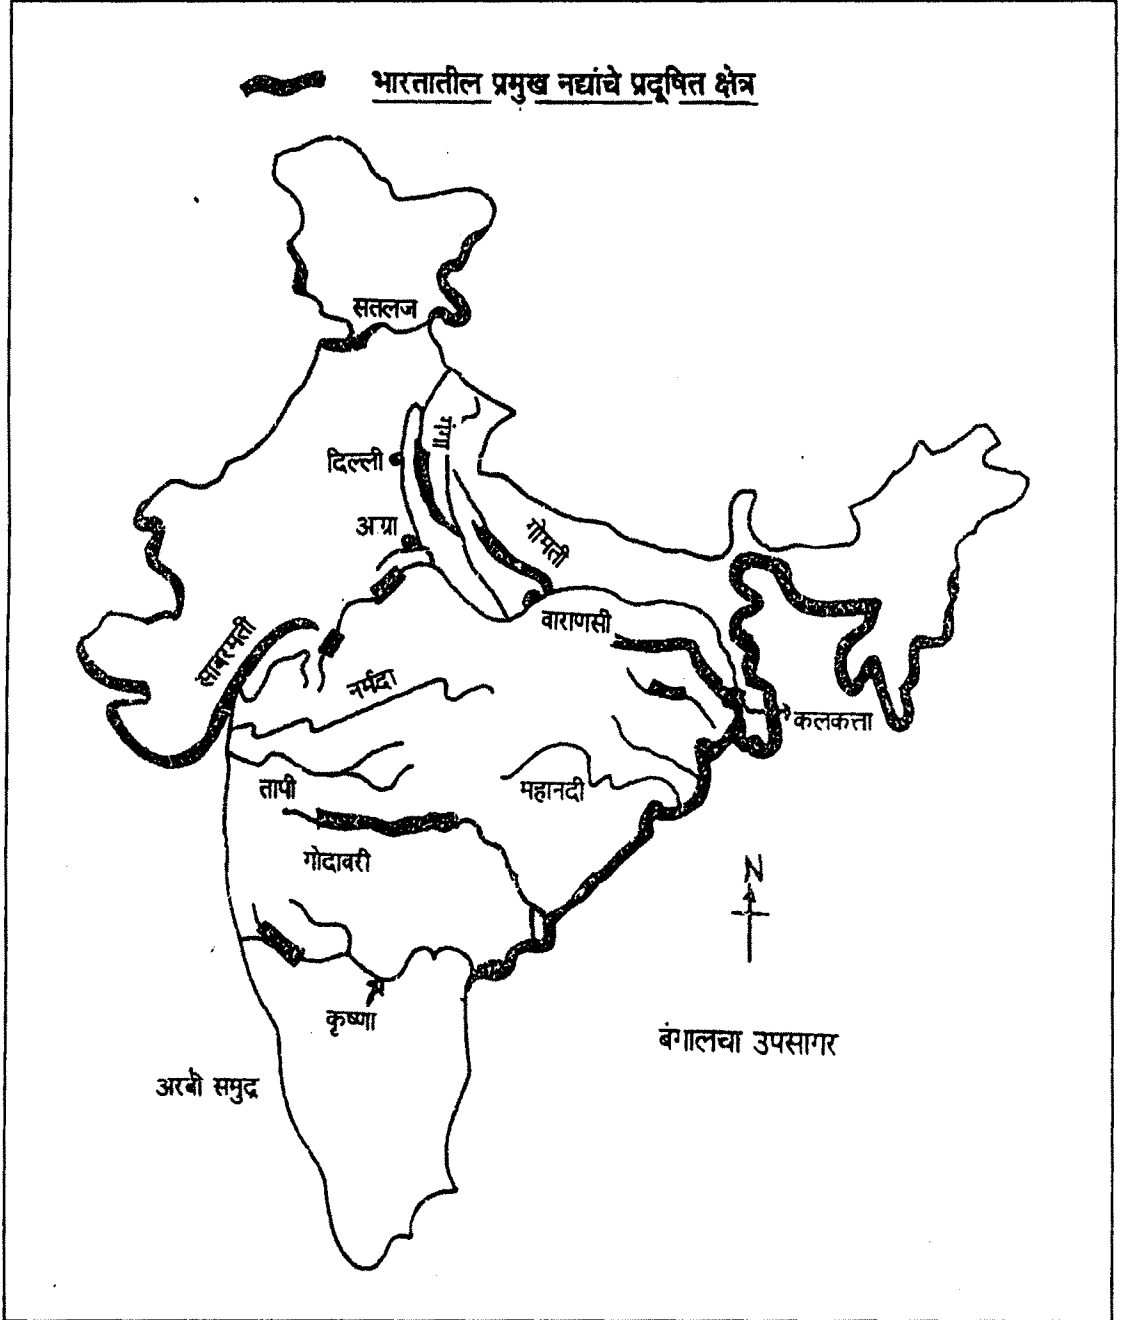 भारतातील प्रमुख नद्यांचे प्रदूषित क्षेत्र
सतलज
गंगा
दिल्ली
अग्रा
गोमती
वाराणसी
साबरमती
नर्मदा
कलकत्ता
तापी
महानदी
गोदावरी
N
कृष्णा
बंगालचा उपसागर
अरबी समुद्र